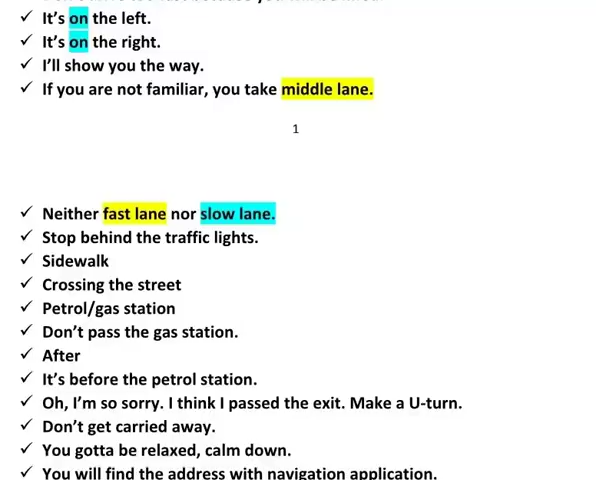 ✓ It's on the left.
✓ It's on the right.
✓ I'll show you the way.
✓ If you are not familiar, you take middle lane.
1
✓ Neither fast lane nor slow lane.
✓ Stop behind the traffic lights.
✓ Sidewalk
✓ Crossing the street
✓ Petrol/gas station
✓ Don't pass the gas station.
✓ After
✓ It's before the petrol station.
✓ Oh, I'm so sorry. I think I passed the exit. Make a U-turn.
✓ Don't get carried away.
✓ You gotta be relaxed, calm down.
✓ You will find the address with navigation application.